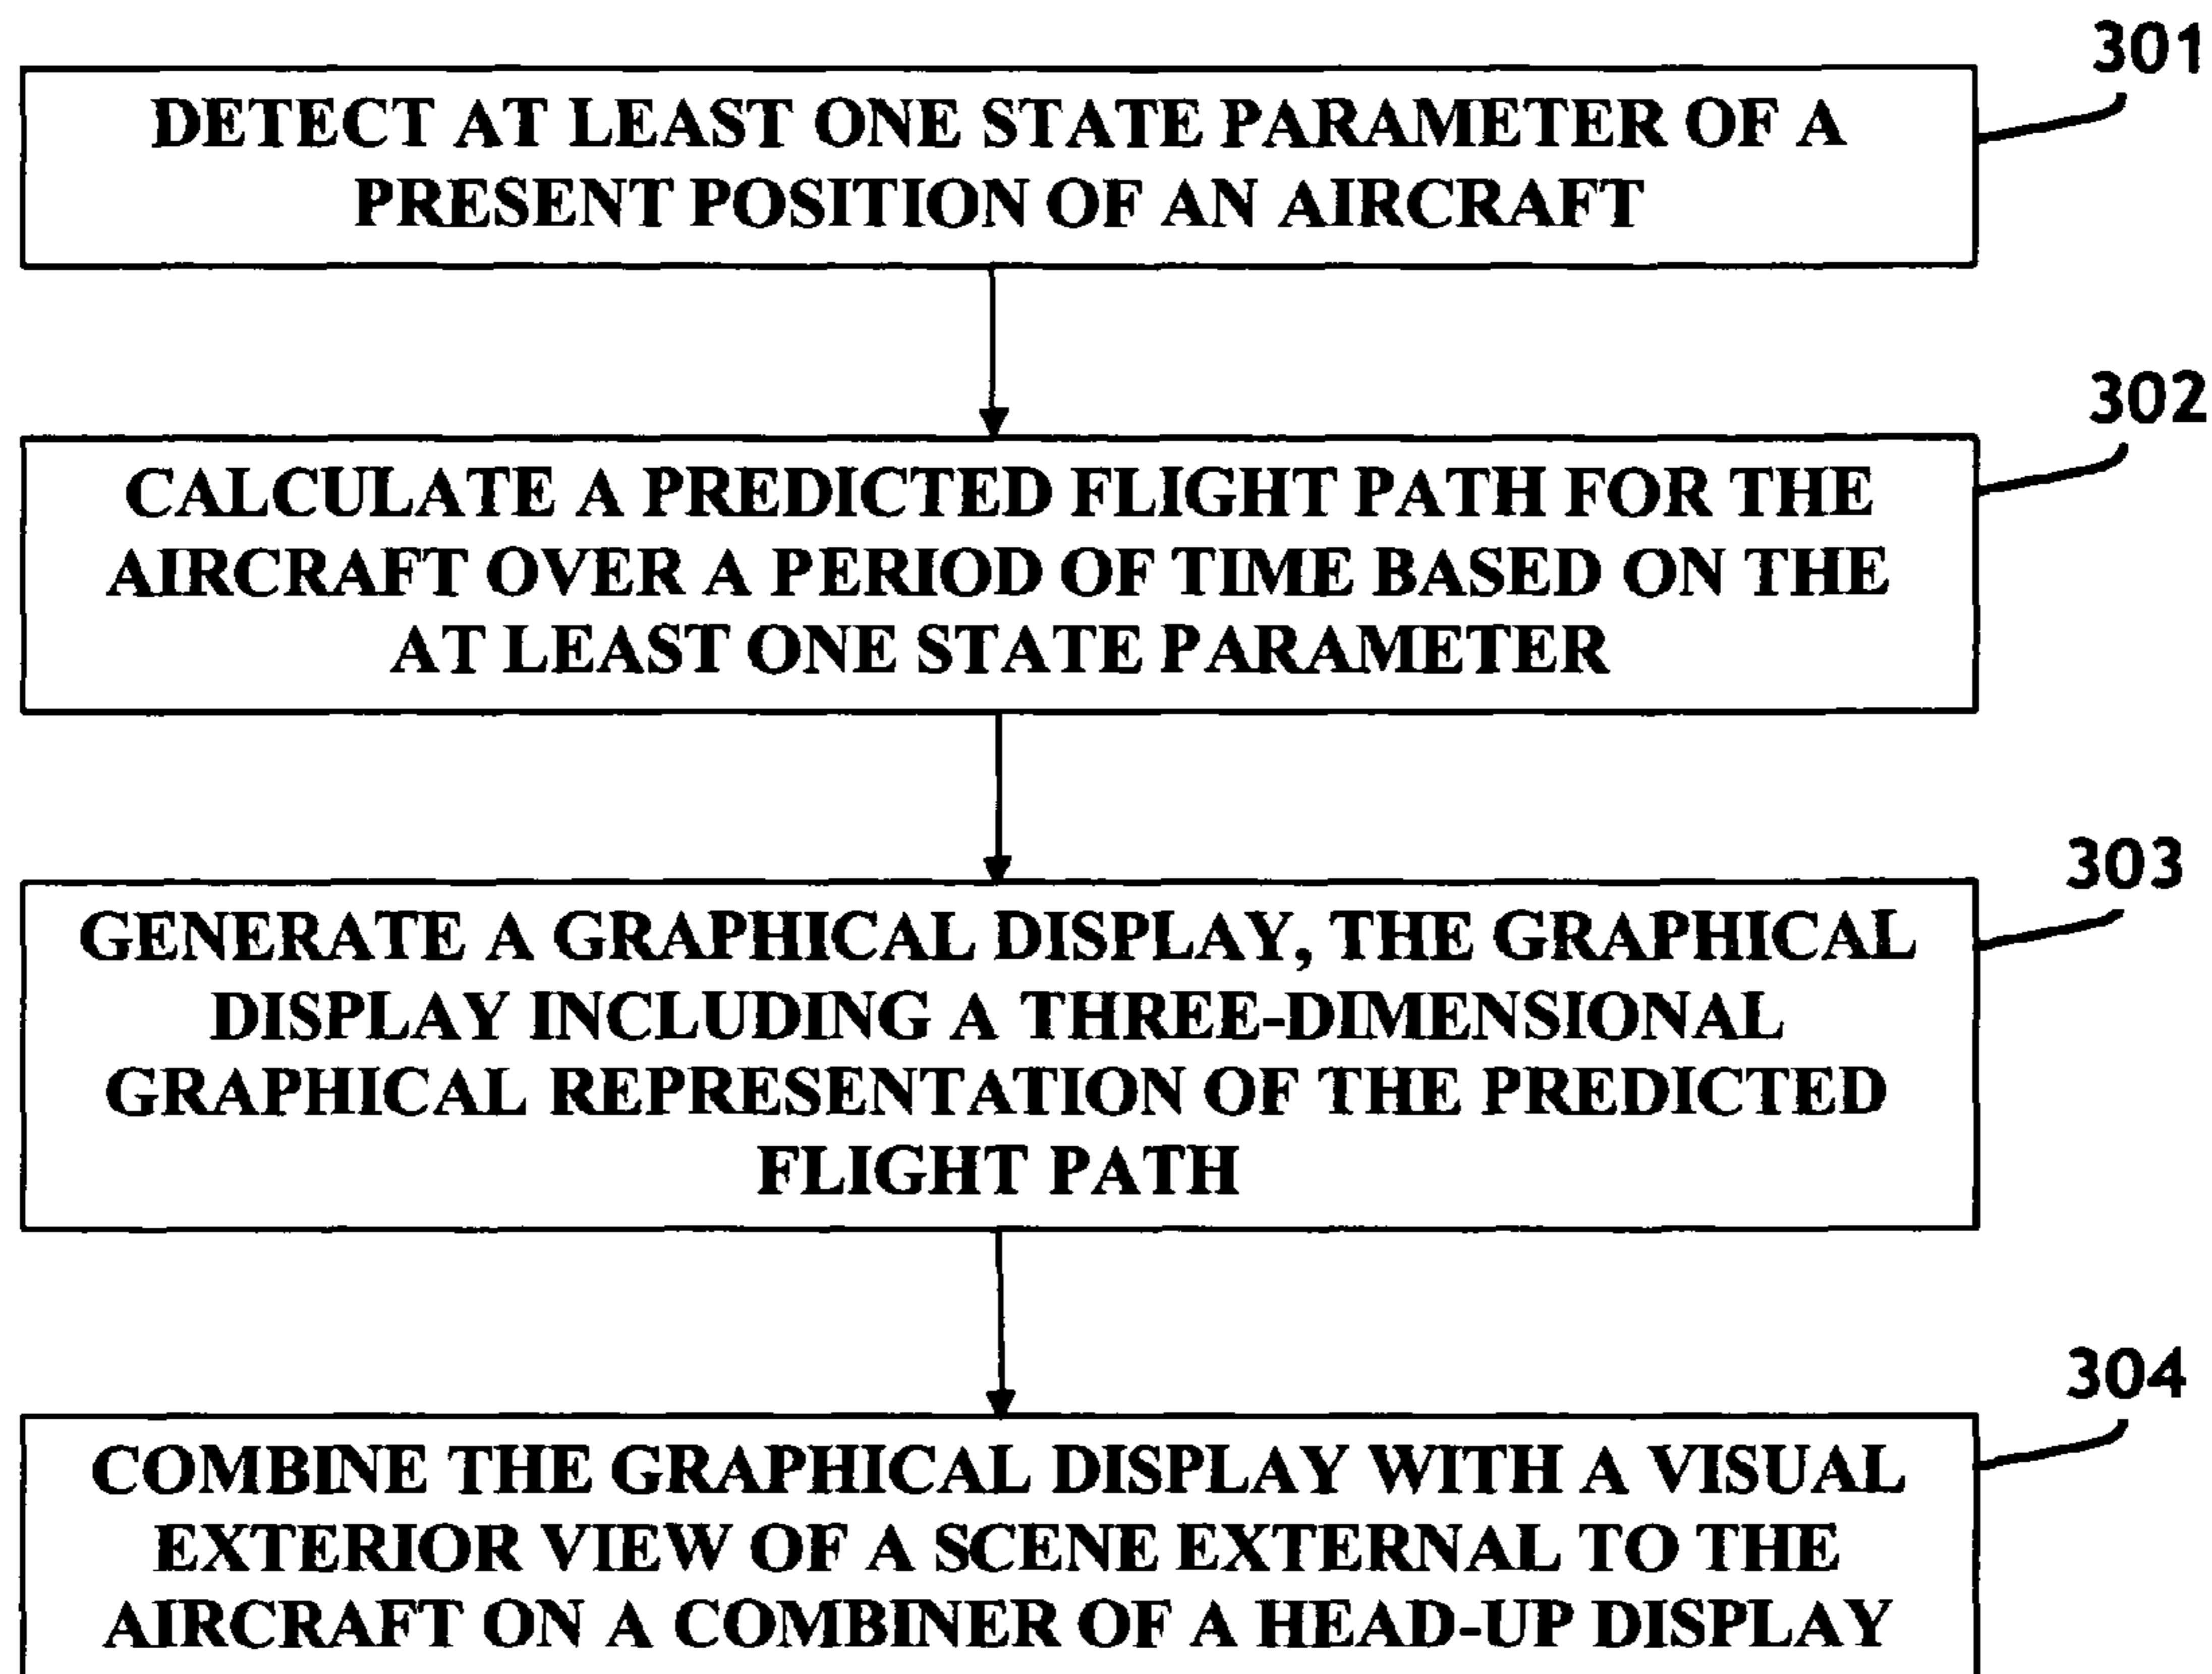 301
DETECT AT LEAST ONE STATE PARAMETER OF A
PRESENT POSITION OF AN AIRCRAFT
302
CALCULATE A PREDICTED FLIGHT PATH FOR THE
AIRCRAFT OVER A PERIOD OF TIME BASED ON THE
AT LEAST ONE STATE PARAMETER
303
GENERATE A GRAPHICAL DISPLAY, THE GRAPHICAL
DISPLAY INCLUDING A THREE-DIMENSIONAL
GRAPHICAL REPRESENTATION OF THE PREDICTED
FLIGHT PATH
304
COMBINE THE GRAPHICAL DISPLAY WITH A VISUAL
EXTERIOR VIEW OF A SCENE EXTERNAL TO THE
AIRCRAFT ON A COMBINER OF A HEAD-UP DISPLAY